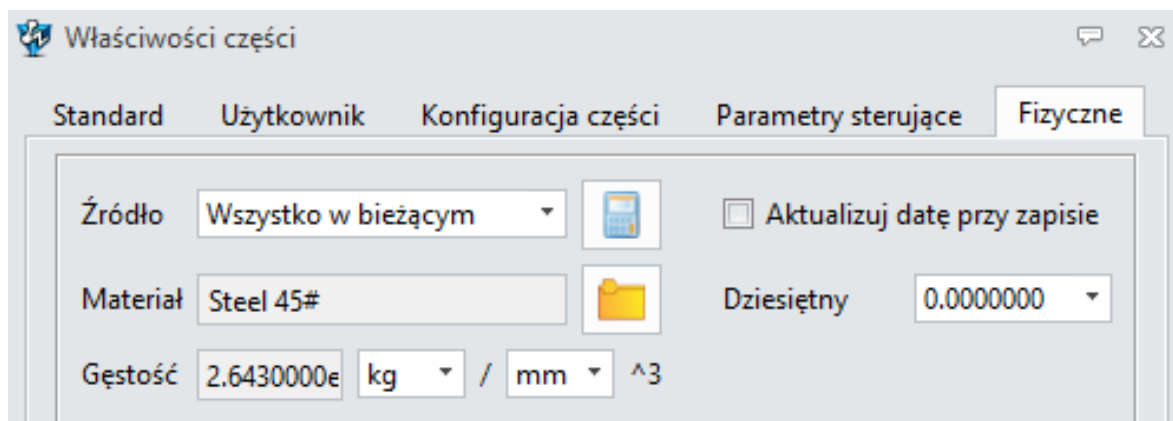 Właściwości części
Standard Użytkownik Konfiguracja części Parametry sterujące Fizyczne
Źródło Wszystko w bieżącym Aktualizuj datę przy zapisie
Materiał Steel 45# Dziesiętny 0.0000000
Gęstość 2.6430000e kg / mm ^3